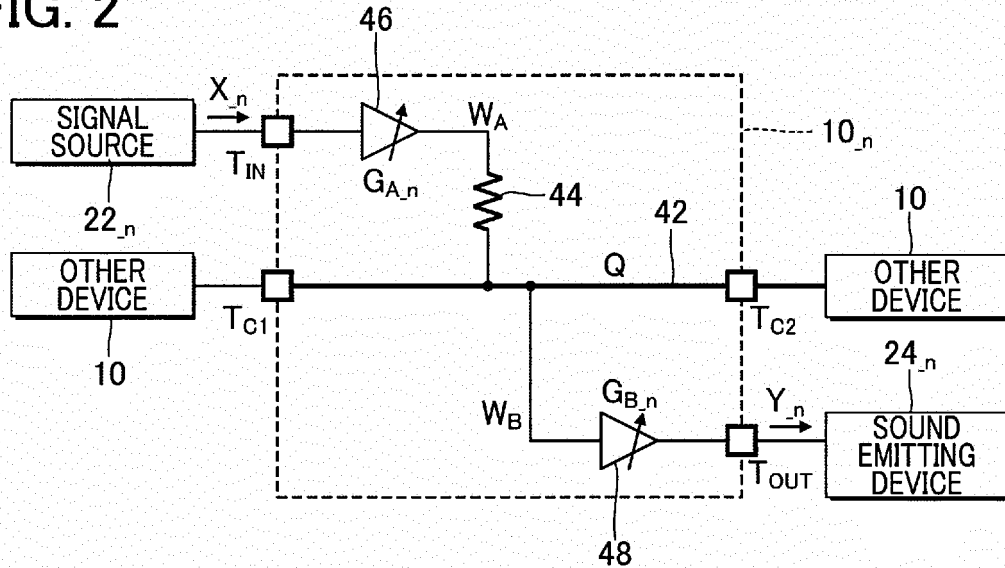 FIG. 2
46
SIGNAL
SOURCE
X_n
T_IN
W_A
G_A_n
10_n
22_n
44
42
10
OTHER
DEVICE
Q
OTHER
DEVICE
T_C1
T_C2
10
24_n
W_B
G_B_n
Y_n
SOUND
EMITTING
DEVICE
T_OUT
48